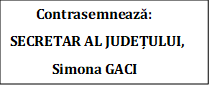 Contrasemnează:
SECRETAR AL JUDEȚULUI,
Simona GACI